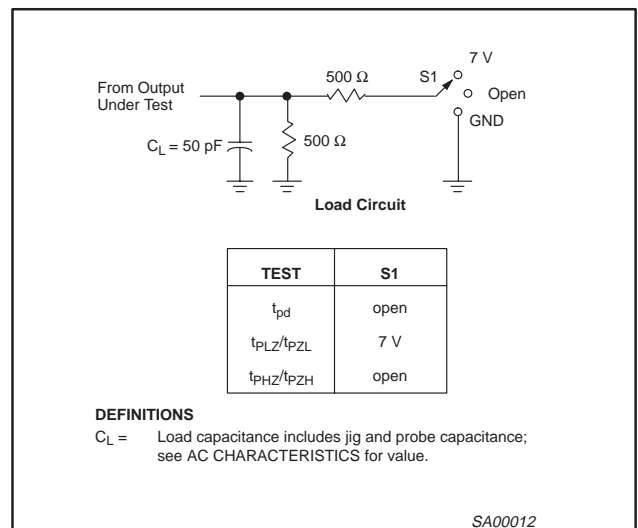 7 V
500 Ω
S1
From Output
Under Test
Open
GND
C_L = 50 pF
500 Ω
Load Circuit
TEST S1
t_pd open
t_PLZ/t_PZL 7 V
t_PHZ/t_PZH open
DEFINITIONS
C_L = Load capacitance includes jig and probe capacitance;
see AC CHARACTERISTICS for value.
SA00012